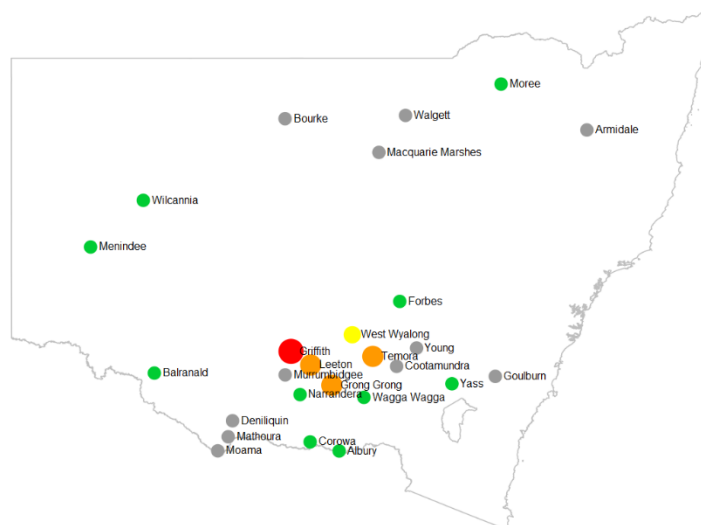 Moree
Walgett
Bourke
Armidale
Macquarie Marshes
Wilcannia
Menindee
Forbes
West Wyalong
Young
Griffith
Temora
Leeton
Cootamundra
Balranald
Murrumbidgee
Goulburn
Grong Grong
Yass
Narrandera
Wagga Wagga
Deniliquin
Mathoura
Corowa
Moama
Albury